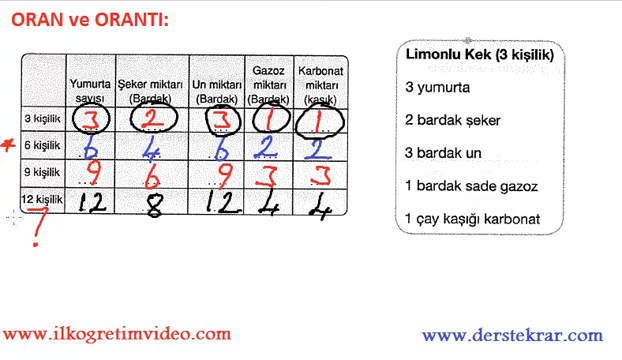 ORAN ve ORANTI:
Yumurta sayısı Şeker miktarı (Bardak) Un miktarı (Bardak) Gazoz miktarı (Bardak) Karbonat miktarı (kaşık)
3 kişilik 3 2 3 1 1
* 6 kişilik 6 4 6 2 2
9 kişilik 9 6 9 3 3
12 kişilik 12 8 12 4 4
?
Limonlu Kek (3 kişilik)
3 yumurta
2 bardak şeker
3 bardak un
1 bardak sade gazoz
1 çay kaşığı karbonat
www.ilkogretimvideo.com
www.derstekrar.com